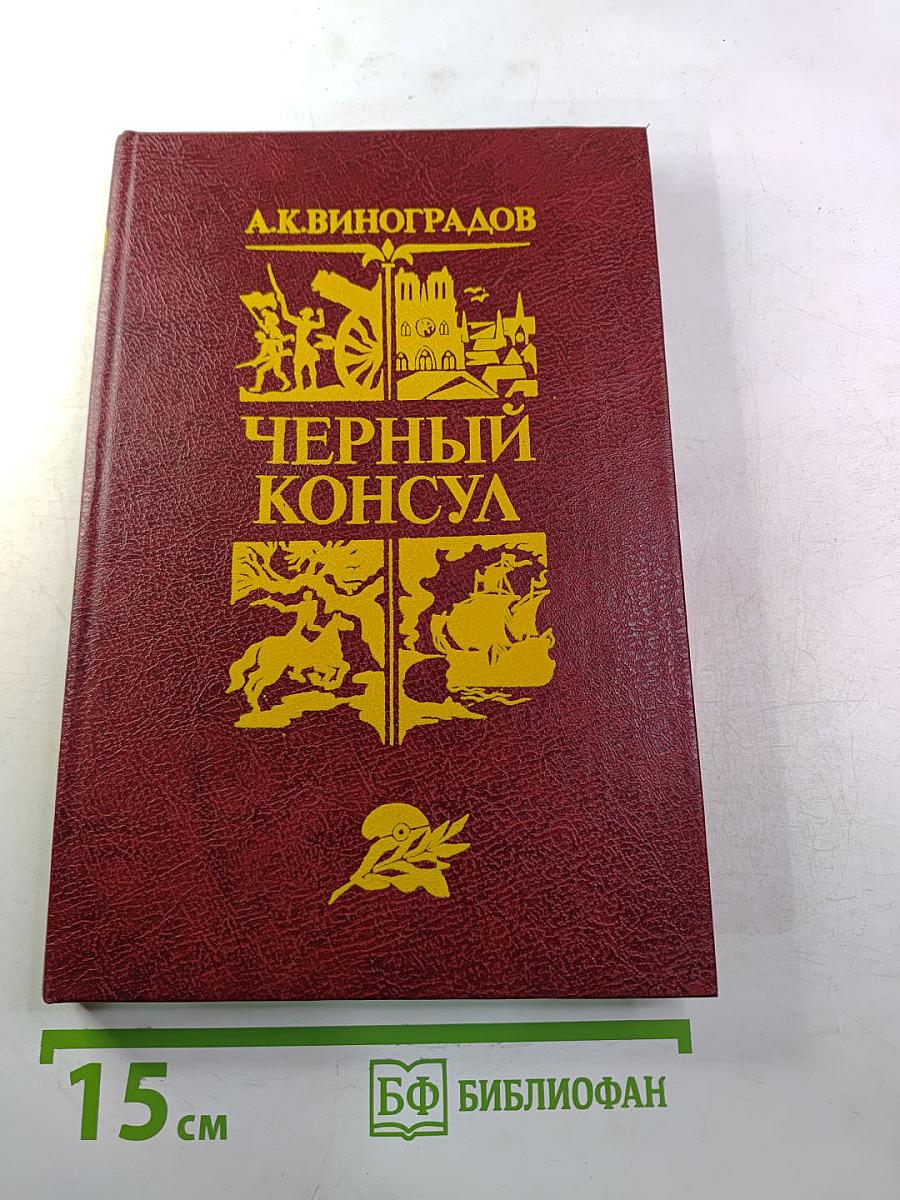 А.К.ВИНОГРАДОВ
ЧЕРНЫЙ
КОНСУЛ
15 см
БФ БИБЛИОФАН